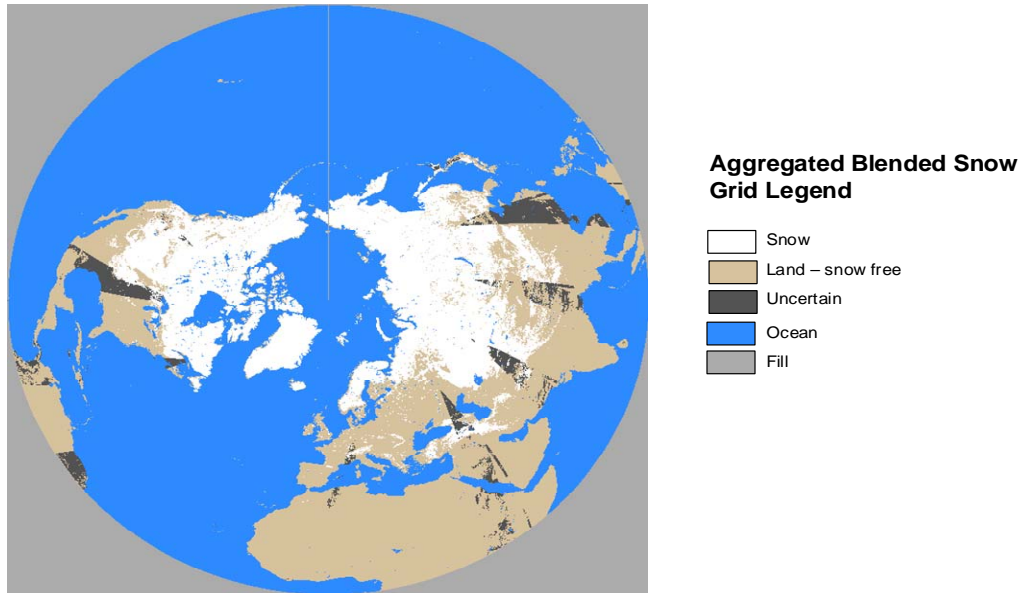 Aggregated Blended Snow
Grid Legend
Snow
Land – snow free
Uncertain
Ocean
Fill